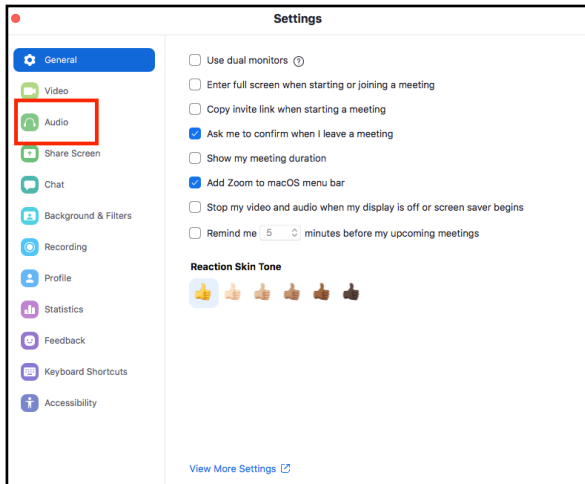 Settings
General
Video
Audio
Share Screen
Chat
Background & Filters
Recording
Profile
Statistics
Feedback
Keyboard Shortcuts
Accessibility
Use dual monitors ?
Enter full screen when starting or joining a meeting
Copy invite link when starting a meeting
Ask me to confirm when I leave a meeting
Show my meeting duration
Add Zoom to macOS menu bar
Stop my video and audio when my display is off or screen saver begins
Remind me 5 minutes before my upcoming meetings
Reaction Skin Tone
View More Settings